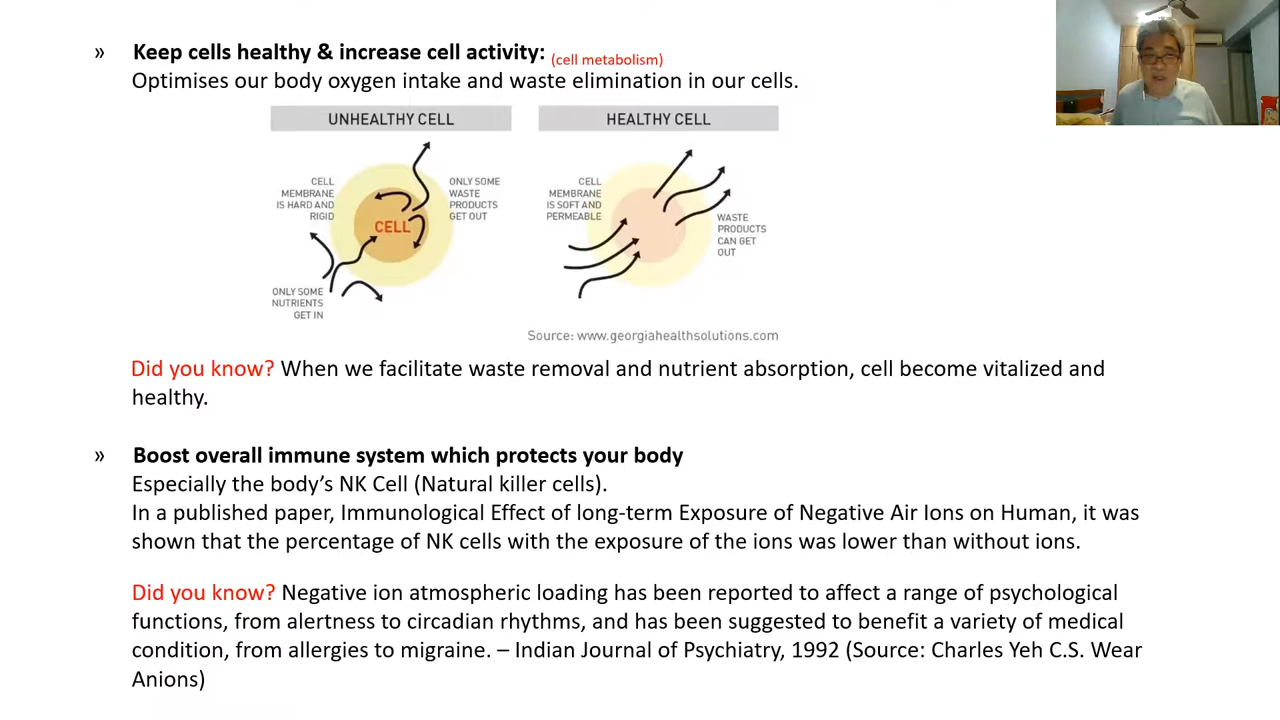 » Keep cells healthy & increase cell activity: (cell metabolism)
Optimises our body oxygen intake and waste elimination in our cells.
UNHEALTHY CELL
CELL
MEMBRANE
IS HARD AND
RIGID
ONLY SOME
WASTE
PRODUCTS
GET OUT
CELL
ONLY SOME
NUTRIENTS
GET IN
HEALTHY CELL
CELL
MEMBRANE
IS SOFT AND
PERMEABLE
WASTE
PRODUCTS
CAN GET
OUT
Source: www.georgiahealthsolutions.com
Did you know? When we facilitate waste removal and nutrient absorption, cell become vitalized and
healthy.
» Boost overall immune system which protects your body
Especially the body’s NK Cell (Natural killer cells).
In a published paper, Immunological Effect of long-term Exposure of Negative Air Ions on Human, it was
shown that the percentage of NK cells with the exposure of the ions was lower than without ions.
Did you know? Negative ion atmospheric loading has been reported to affect a range of psychological
functions, from alertness to circadian rhythms, and has been suggested to benefit a variety of medical
condition, from allergies to migraine. – Indian Journal of Psychiatry, 1992 (Source: Charles Yeh C.S. Wear
Anions)